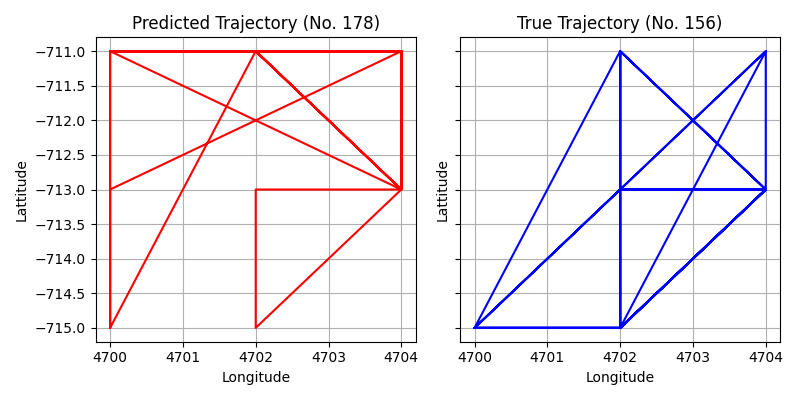 Predicted Trajectory (No. 178)
True Trajectory (No. 156)
−711.0
−711.5
−712.0
−712.5
−713.0
−713.5
−714.0
−714.5
−715.0
Lattitude
Lattitude
4700 4701 4702 4703 4704
4700 4701 4702 4703 4704
Longitude
Longitude